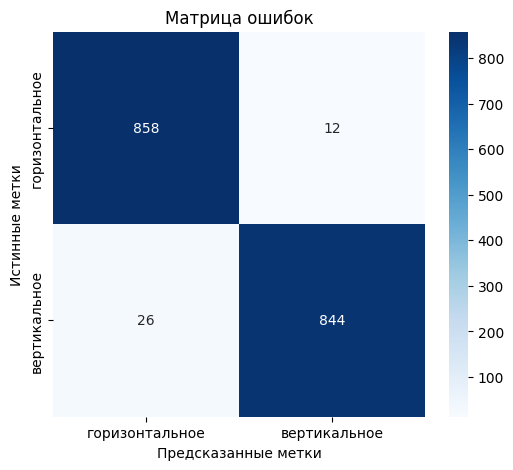 Матрица ошибок
Истинные метки
горизонтальное
вертикальное
858
12
26
844
горизонтальное
вертикальное
Предсказанные метки
800
700
600
500
400
300
200
100